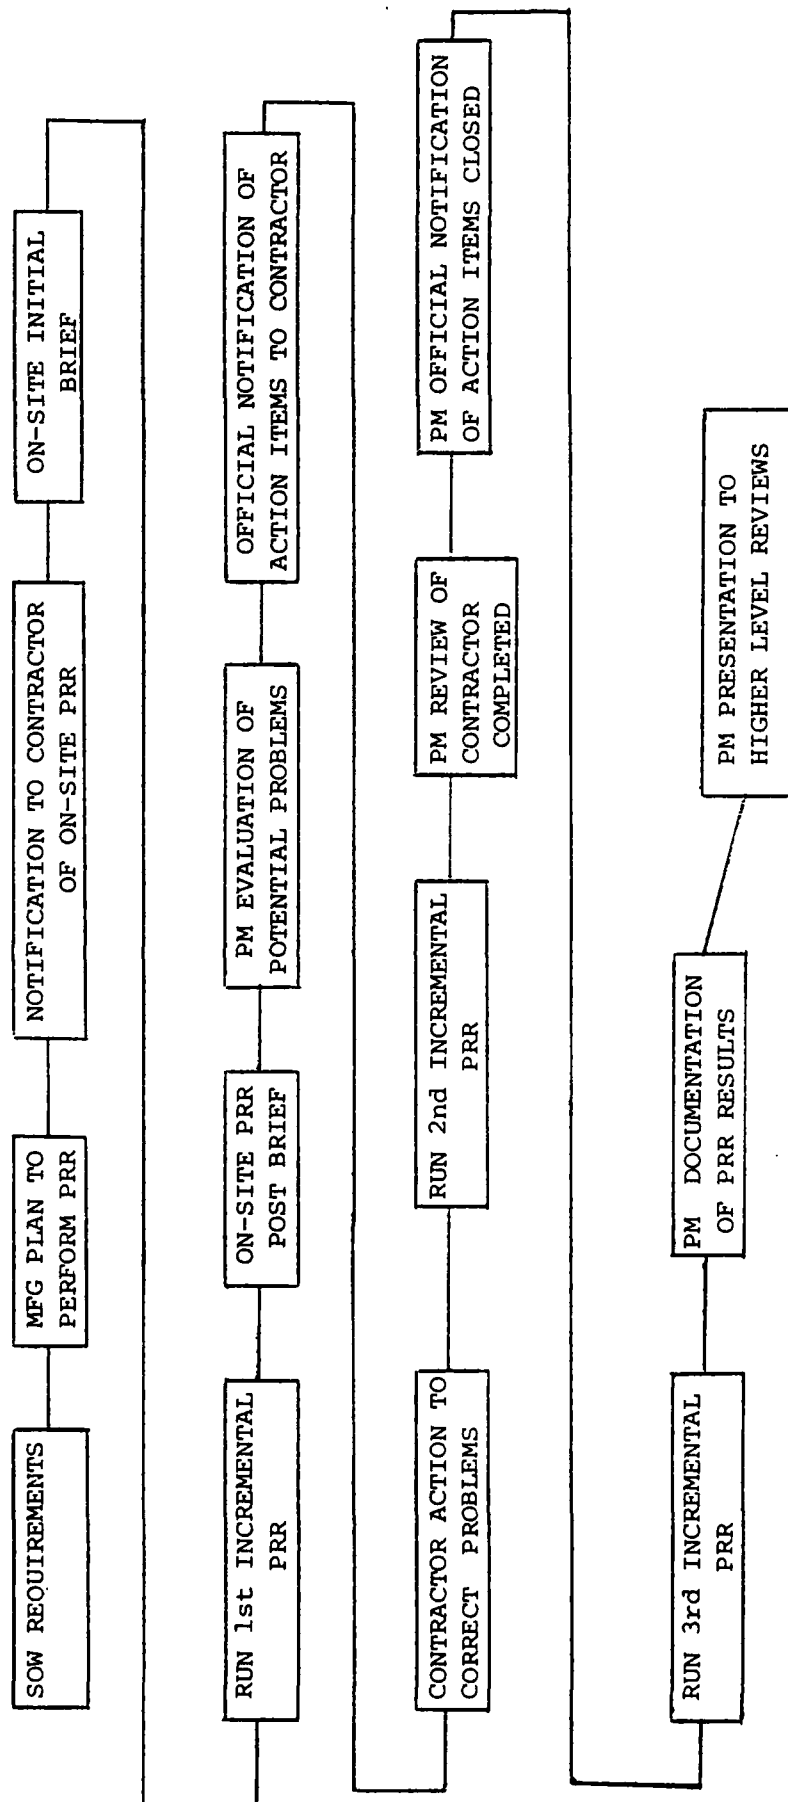 SOW REQUIREMENTS
MFG PLAN TO
PERFORM PRR
NOTIFICATION TO CONTRACTOR
OF ON-SITE PRR
ON-SITE INITIAL
BRIEF
RUN 1st INCREMENTAL
PRR
ON-SITE PRR
POST BRIEF
PM EVALUATION OF
POTENTIAL PROBLEMS
OFFICIAL NOTIFICATION OF
ACTION ITEMS TO CONTRACTOR
CONTRACTOR ACTION TO
CORRECT PROBLEMS
RUN 2nd INCREMENTAL
PRR
PM REVIEW OF
CONTRACTOR
COMPLETED
PM OFFICIAL NOTIFICATION
OF ACTION ITEMS CLOSED
RUN 3rd INCREMENTAL
PRR
PM DOCUMENTATION
OF PRR RESULTS
PM PRESENTATION TO
HIGHER LEVEL REVIEWS